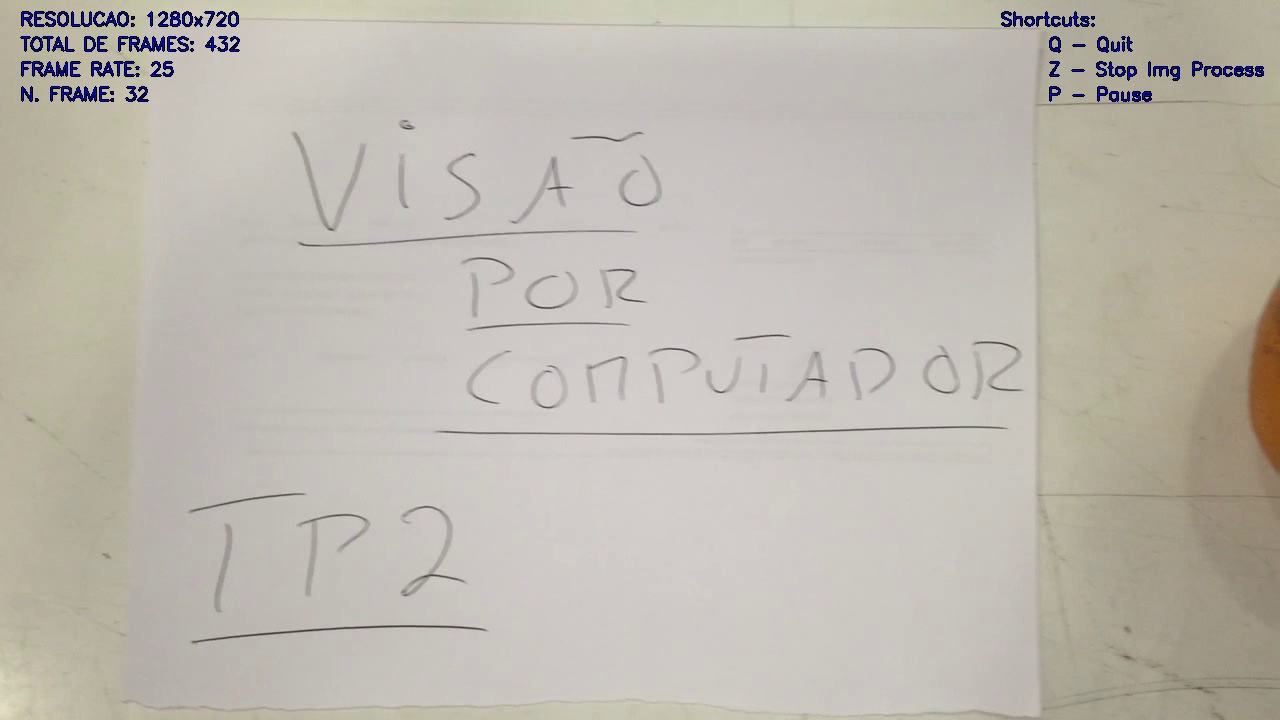 RESOLUCAO: 1280x720
TOTAL DE FRAMES: 432
FRAME RATE: 25
N. FRAME: 32
Shortcuts:
Q - Quit
Z - Stop Img Process
P - Pause
VISÃO
POR
COMPUTADOR
TP2